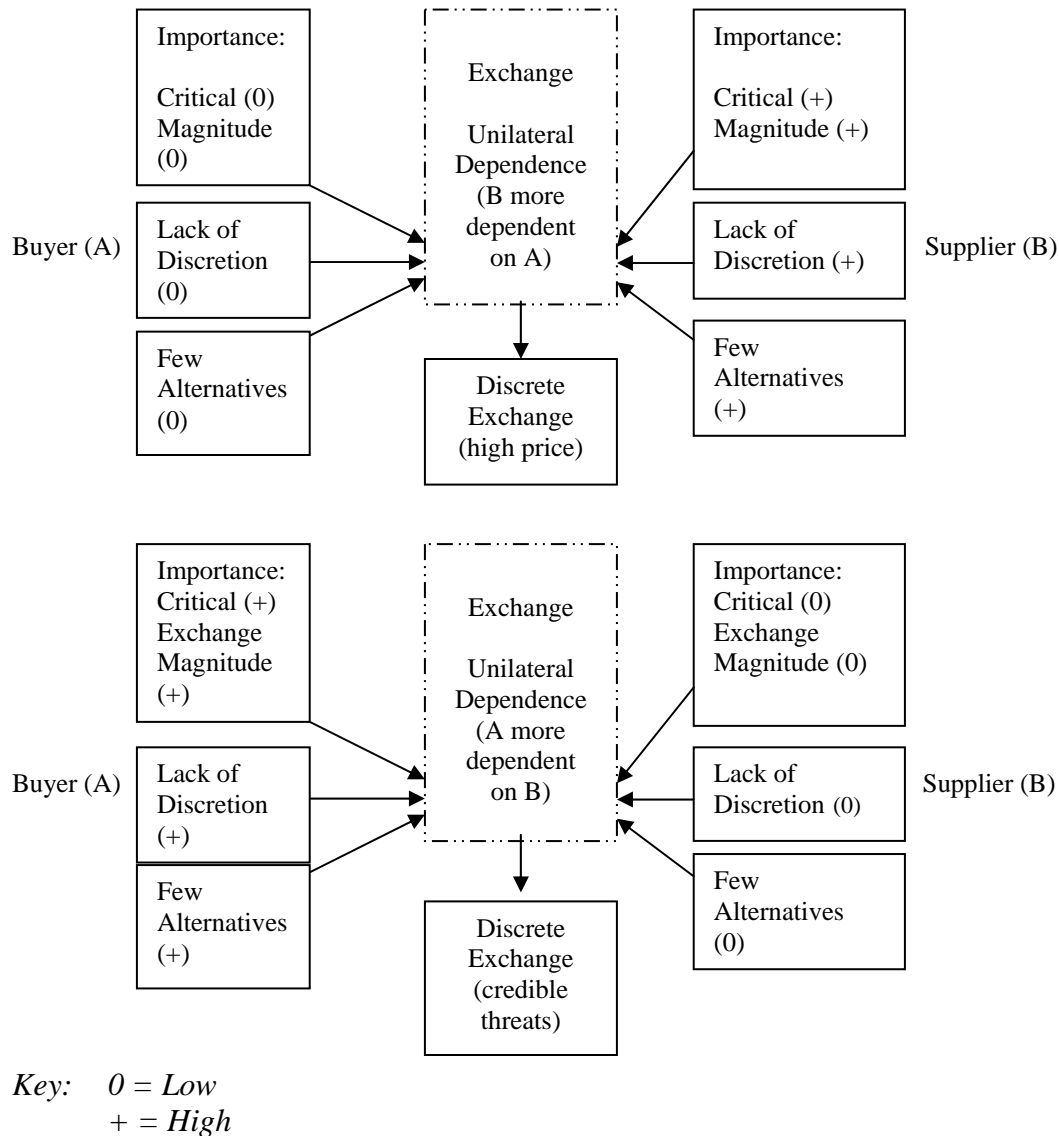 Importance:
Critical (0)
Magnitude
(0)
Lack of
Discretion
(0)
Few
Alternatives
(0)
Buyer (A)
Exchange
Unilateral
Dependence
(B more
dependent
on A)
Discrete
Exchange
(high price)
Importance:
Critical (+)
Magnitude (+)
Lack of
Discretion (+)
Few
Alternatives
(+)
Supplier (B)
Importance:
Critical (+)
Exchange
Magnitude
(+)
Lack of
Discretion
(+)
Few
Alternatives
(+)
Buyer (A)
Exchange
Unilateral
Dependence
(A more
dependent
on B)
Discrete
Exchange
(credible
threats)
Importance:
Critical (0)
Exchange
Magnitude (0)
Lack of
Discretion (0)
Few
Alternatives
(0)
Supplier (B)
Key: 0 = Low
+ = High